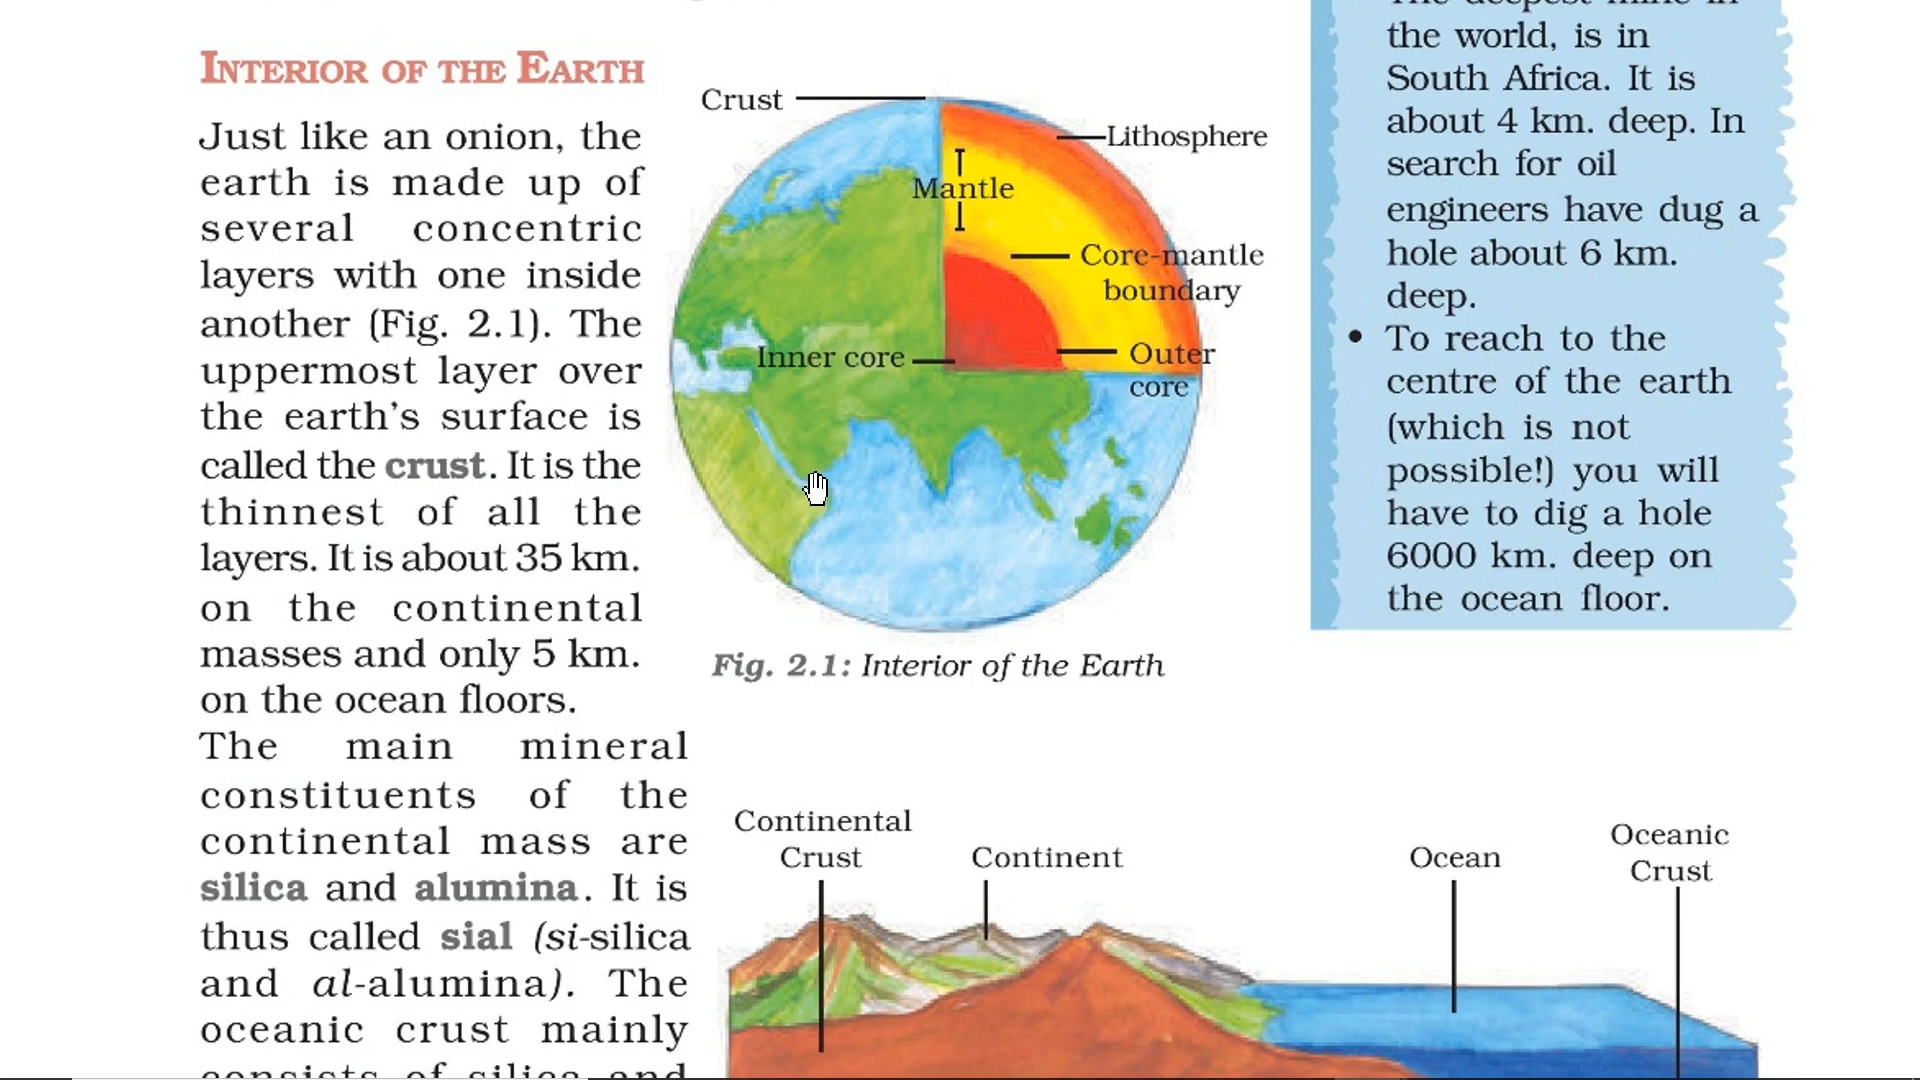 INTERIOR OF THE EARTH
Just like an onion, the
earth is made up of
several concentric
layers with one inside
another (Fig. 2.1). The
uppermost layer over
the earth's surface is
called the crust. It is the
thinnest of all the
layers. It is about 35 km.
on the continental
masses and only 5 km.
on the ocean floors.
The main mineral
constituents of the
continental mass are
silica and alumina. It is
thus called sial (si-silica
and al-alumina). The
oceanic crust mainly
consists of silica and
Crust
Lithosphere
Mantle
Core-mantle
boundary
Inner core
Outer
core
Fig. 2.1: Interior of the Earth
The deepest mine in
the world, is in
South Africa. It is
about 4 km. deep. In
search for oil
engineers have dug a
hole about 6 km.
deep.
• To reach to the
centre of the earth
(which is not
possible!) you will
have to dig a hole
6000 km. deep on
the ocean floor.
Continental
Crust
Continent
Ocean
Oceanic
Crust